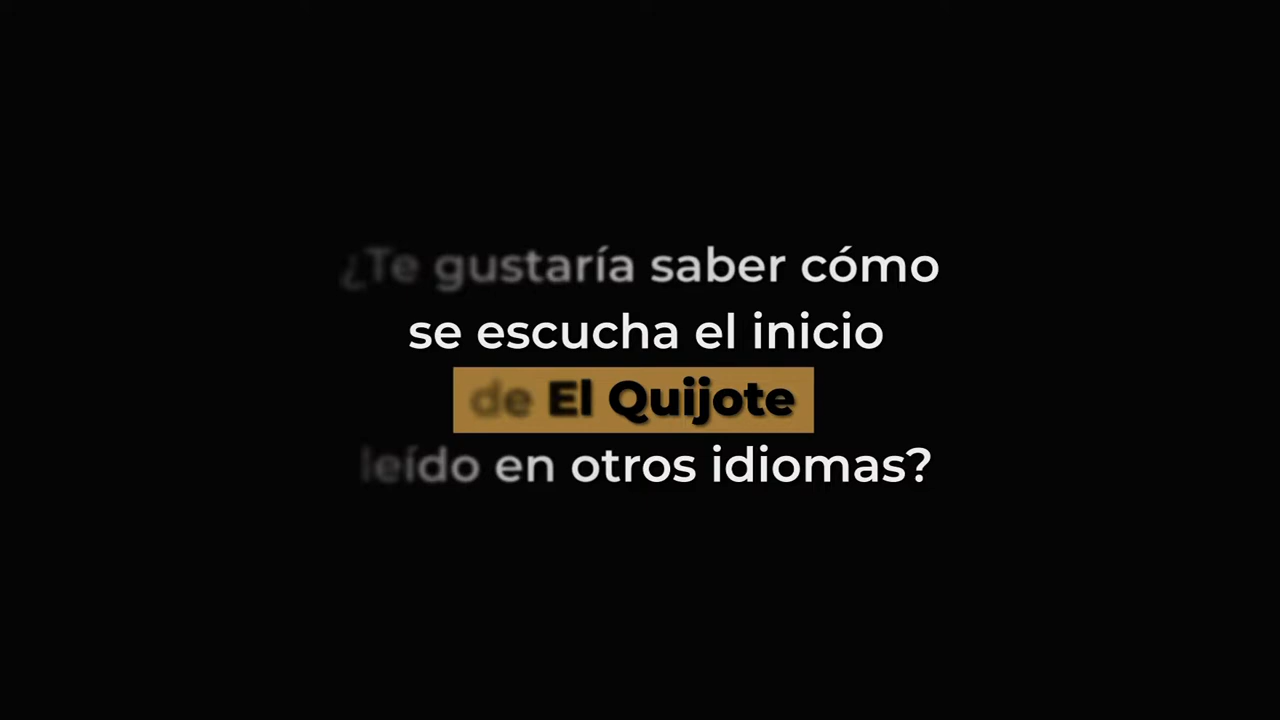 ¿Te gustaría saber cómo
se escucha el inicio
de El Quijote
leído en otros idiomas?